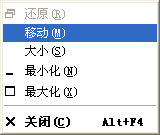 还原(R)
移动(M)
大小(S)
最小化(N)
最大化(X)
关闭(C) Alt+F4